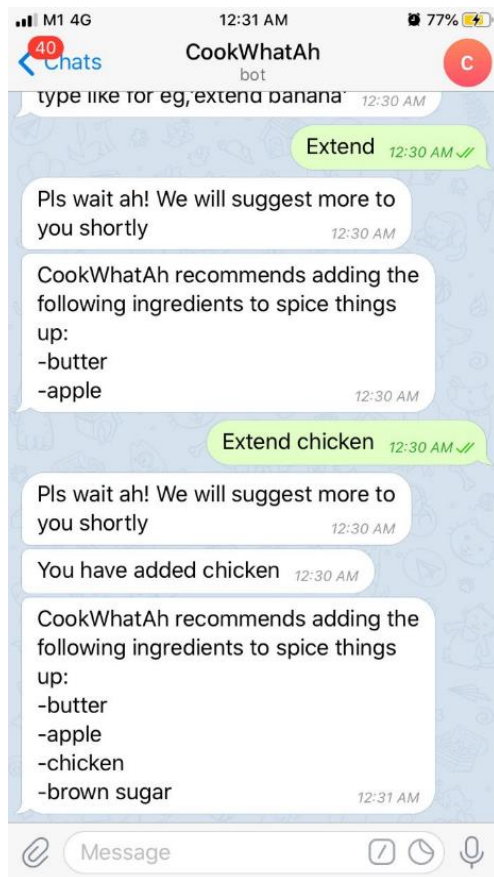 M1 4G 12:31 AM 77%
40
Chats CookWhatAh
bot
C
type like for eg,'extend banana' 12:30 AM
Extend 12:30 AM
Pls wait ah! We will suggest more to
you shortly 12:30 AM
CookWhatAh recommends adding the
following ingredients to spice things
up:
-butter
-apple 12:30 AM
Extend chicken 12:30 AM
Pls wait ah! We will suggest more to
you shortly 12:30 AM
You have added chicken 12:30 AM
CookWhatAh recommends adding the
following ingredients to spice things
up:
-butter
-apple
-chicken
-brown sugar 12:31 AM
Message